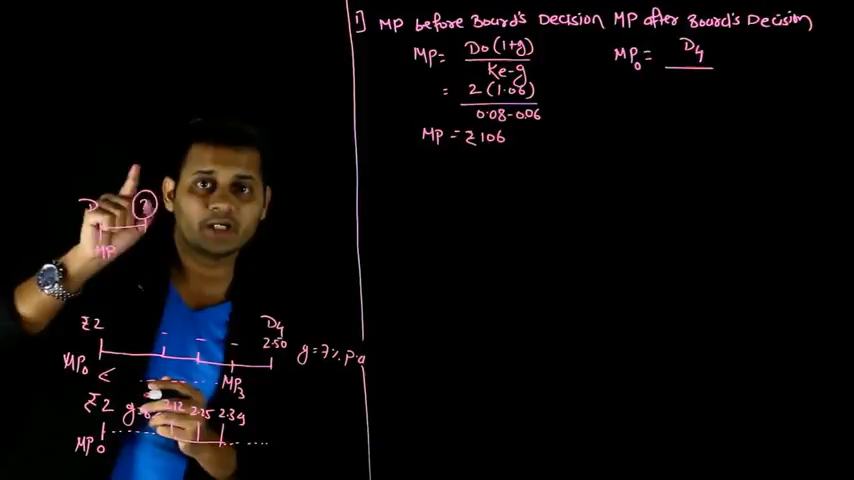 1] MP before Board's Decision MP after Board's Decision
MP = D0 (1+g)
Ke-g
= 2 (1.06)
0.08-0.06
MP = ₹106
MP0 = D4
D
?
MP
₹2
D4
2.50
g=7% p.a
MP0 <
MP3
₹2
2.12 2.25 2.39
MP0